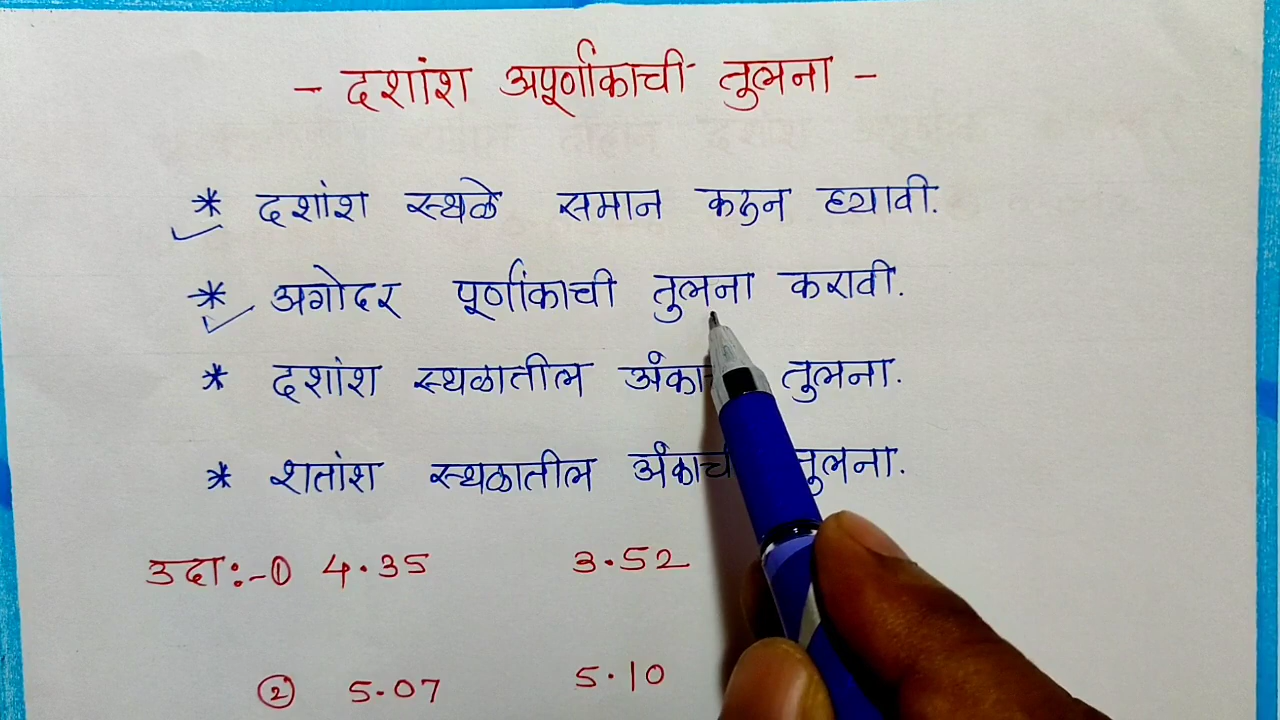 - दशांश अपूर्णांकाची तुलना -
* दशांश स्थळे समान करुन घ्यावी.
* अगोदर पूर्णांकाची तुलना करावी.
* दशांश स्थळातील तुलना.
* शतांश स्थळातील तुलना.
उदा:-① 4.35 3.52
② 5.07 5.10